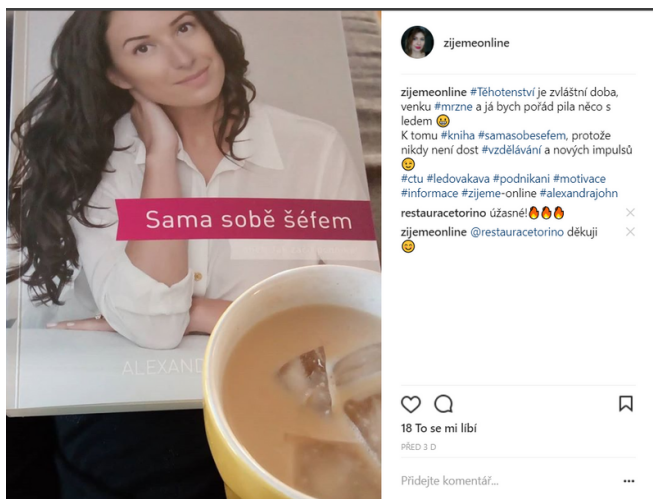 Sama sobě šéfem
ALEXAND
zijemeonline
zijemeonline #Těhotenství je zvláštní doba,
venku #mrzne a já bych pořád pila něco s
ledem 😀
K tomu #kniha #samasobesefem, protože
nikdy není dost #vzdělávání a nových impulsů
😉
#ctu #ledovakava #podnikani #motivace
#informace #zijeme-online #alexandrajohn
restauracetorino úžasné!🔥🔥🔥
zijemeonline @restauracetorino děkuji
😊
18 To se mi líbí
PŘED 3 D
Přidejte komentář...